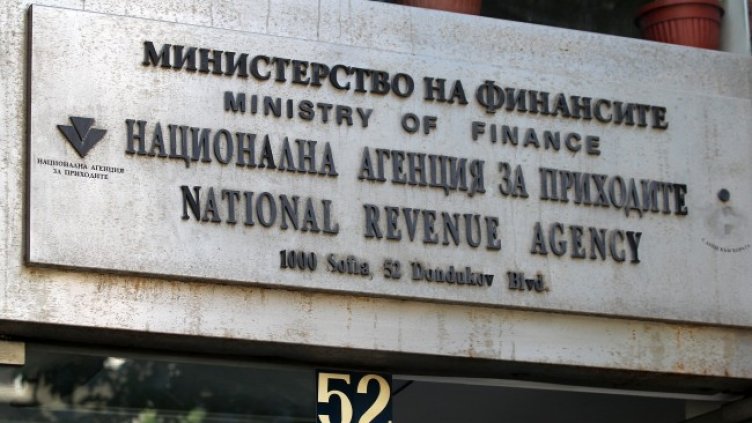 МИНИСТЕРСТВО НА ФИНАНСИТЕ
MINISTRY OF FINANCE
НАЦИОНАЛНА АГЕНЦИЯ ЗА ПРИХОДИТЕ
NATIONAL REVENUE AGENCY
1000 Sofia, 52 Dondukov Blvd.
НАЦИОНАЛНА АГЕНЦИЯ
ЗА ПРИХОДИТЕ
52